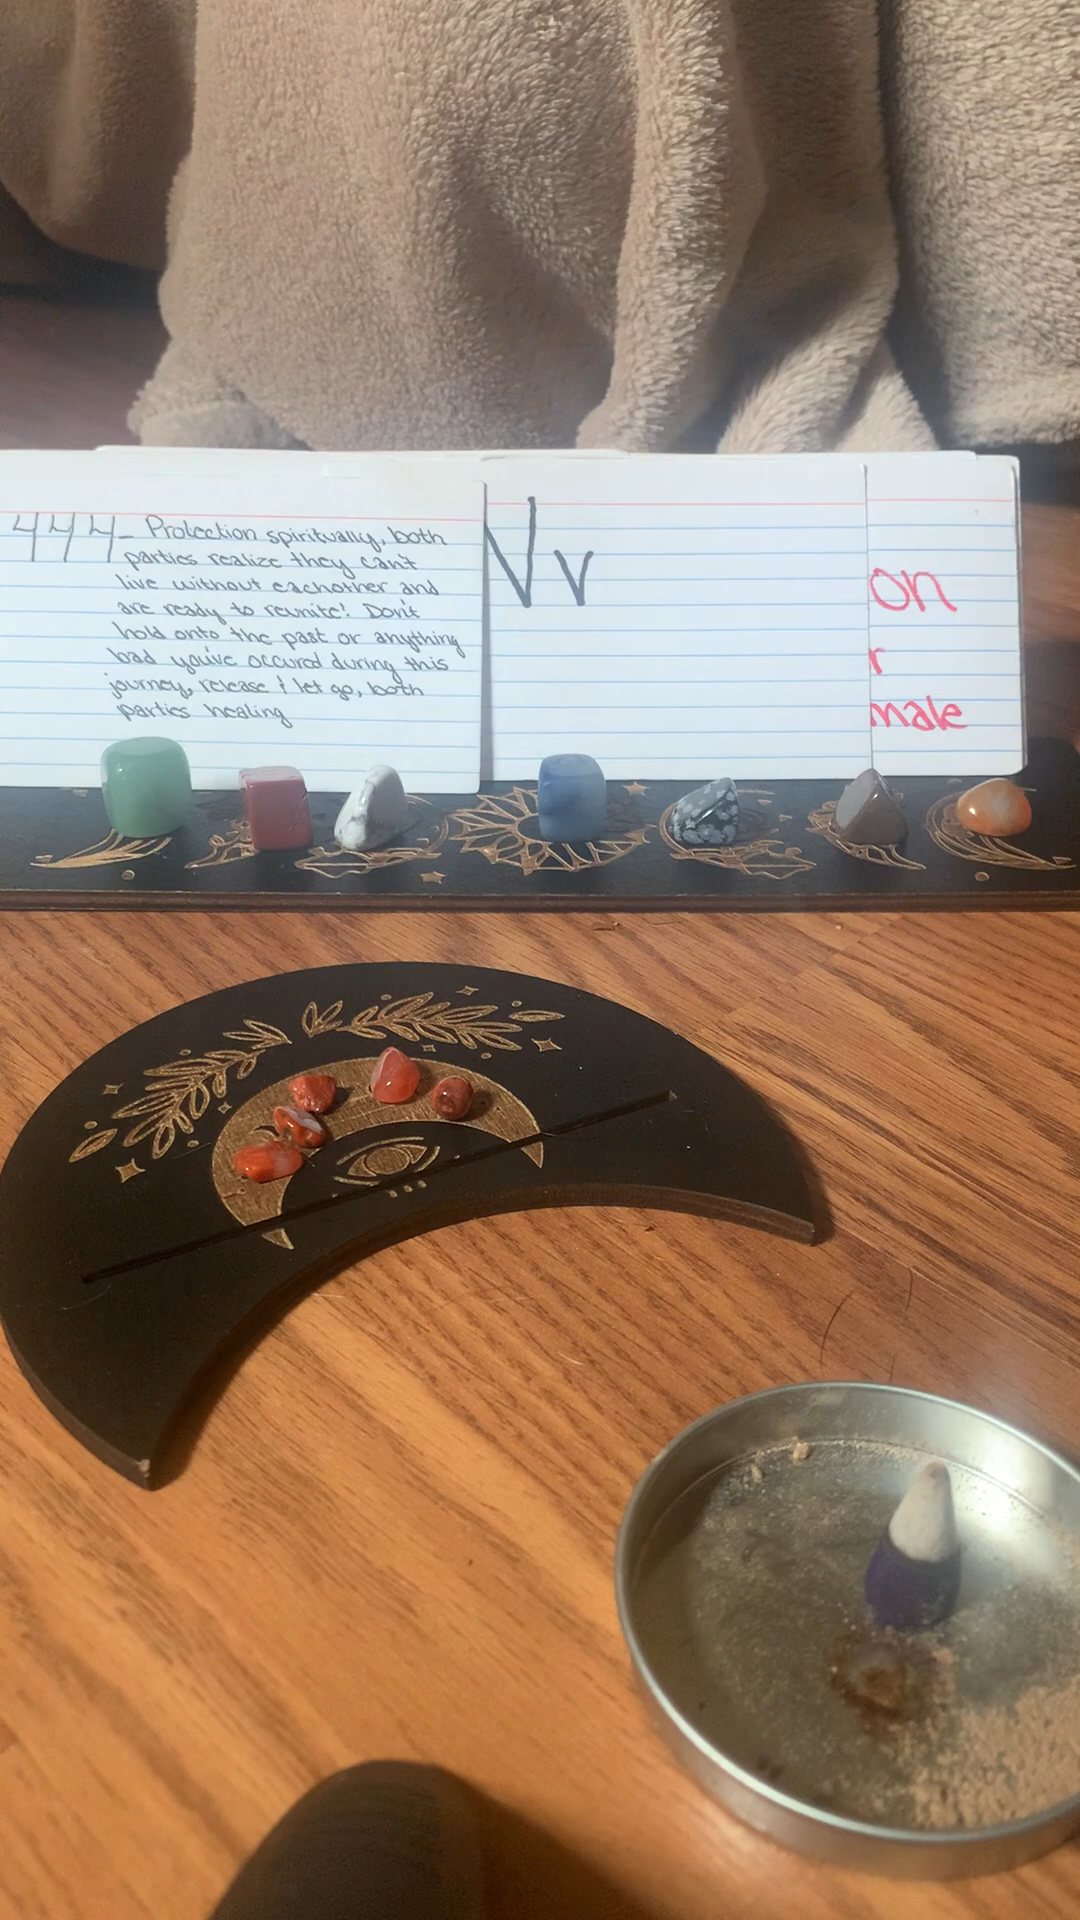 444- Protection spiritually, both
parties realize they can't
live without eachother and
are ready to reunite! Don't
hold onto the past or anything
bad you've occured during this
journey, release & let go, both
parties healing
Vv
on
r
male